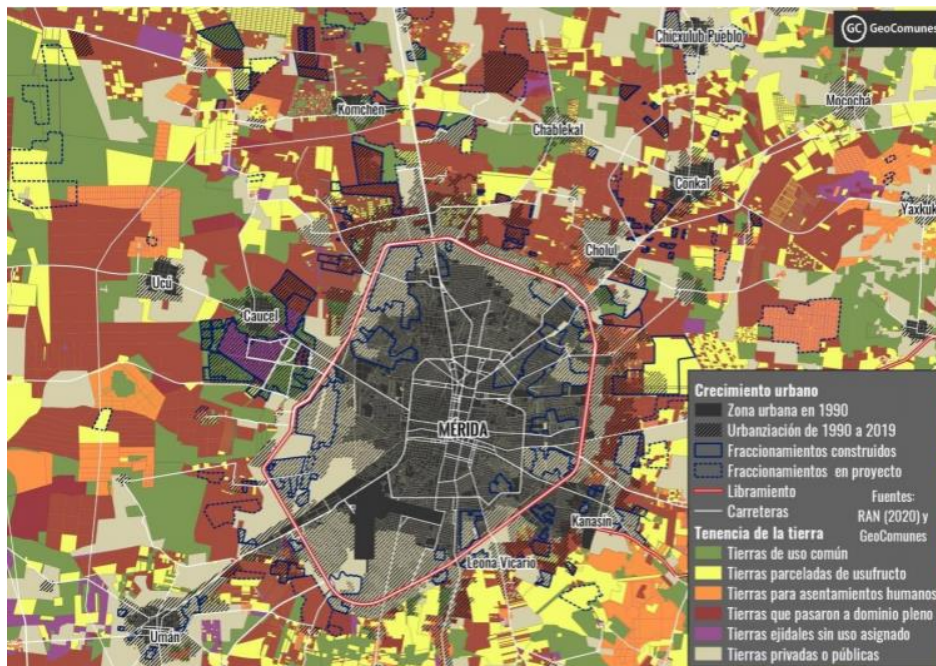 GC GeoComunes
Chicxulub Pueblo
Komchen
Chablekal
Mocochá
Conkal
Yaxkuk
Cholul
Ucú
Caucel
MÉRIDA
Kanasín
Leona Vicario
Umán
Crecimiento urbano
Zona urbana en 1990
Urbanziación de 1990 a 2019
Fraccionamientos construidos
Fraccionamientos en proyecto
Libramiento
Carreteras
Fuentes:
RAN (2020) y
GeoComunes
Tenencia de la tierra
Tierras de uso común
Tierras parceladas de usufructo
Tierras para asentamientos humanos
Tierras que pasaron a dominio pleno
Tierras ejidales sin uso asignado
Tierras privadas o públicas